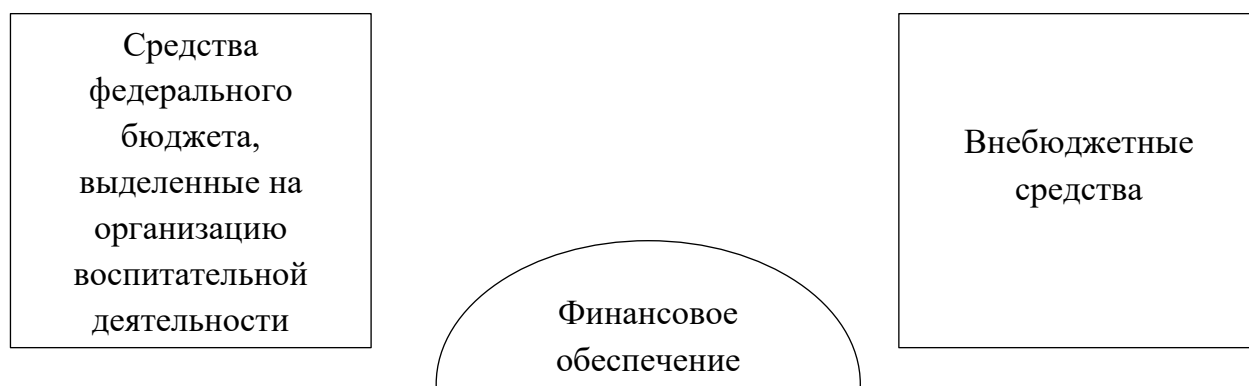 Средства
федерального
бюджета,
выделенные на
организацию
воспитательной
деятельности
Внебюджетные
средства
Финансовое
обеспечение